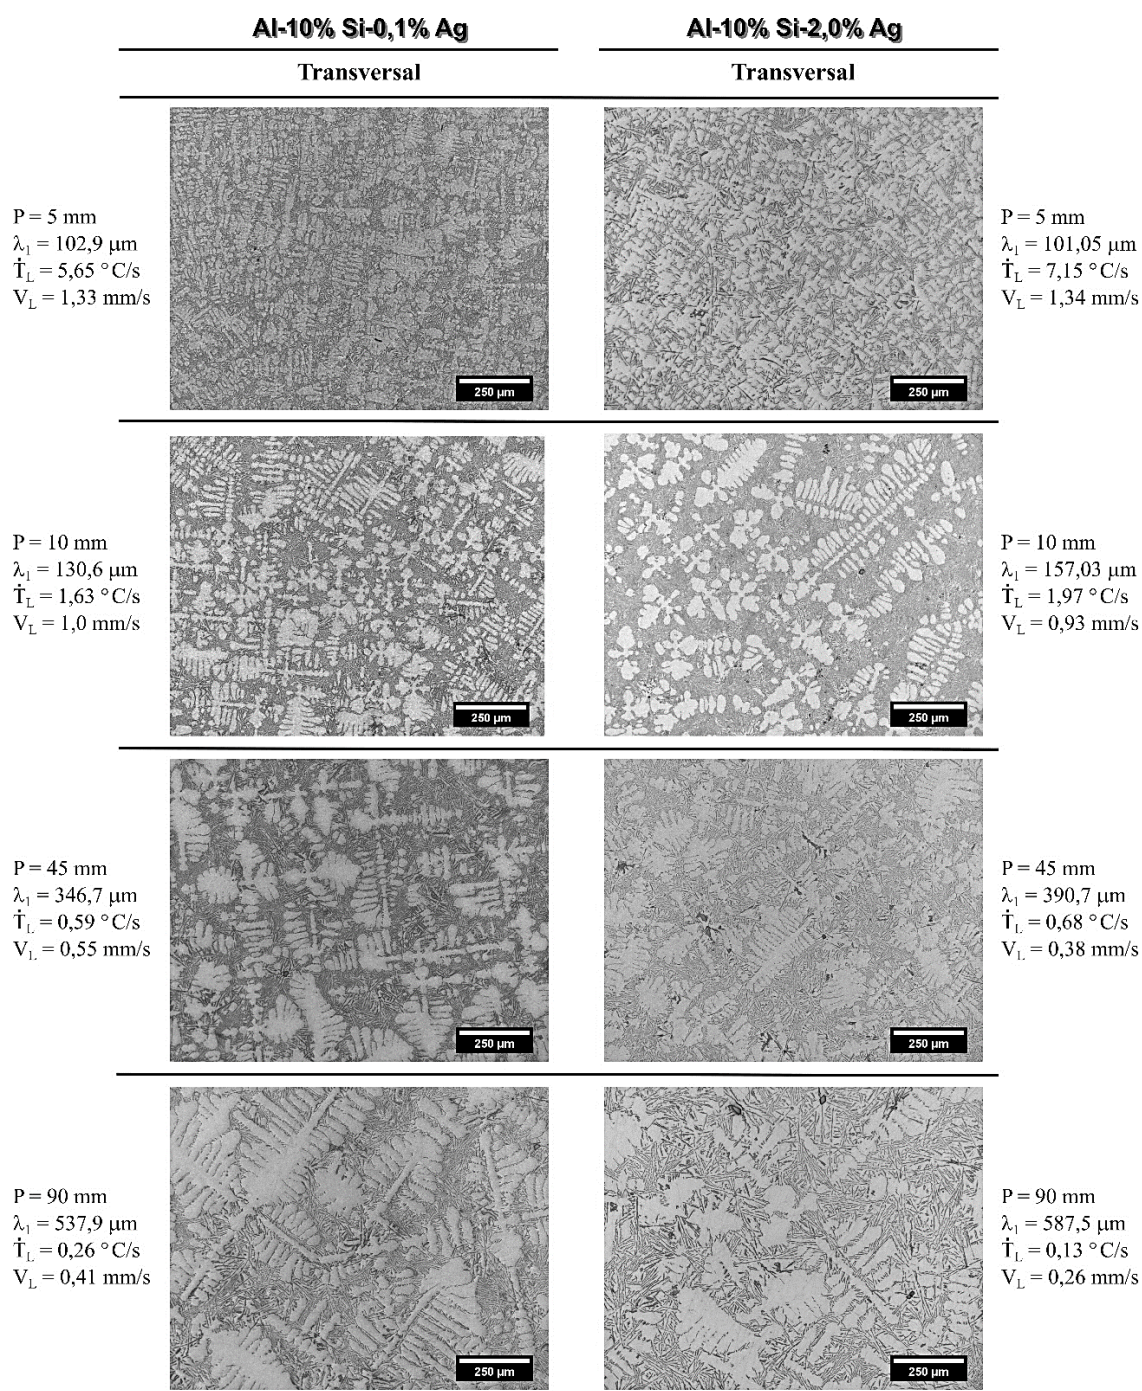 Al-10% Si-0,1% Ag
Al-10% Si-2,0% Ag
Transversal
Transversal
P = 5 mm
λ₁ = 102,9 µm
Ṫ_L = 5,65 °C/s
V_L = 1,33 mm/s
250 µm
250 µm
P = 5 mm
λ₁ = 101,05 µm
Ṫ_L = 7,15 °C/s
V_L = 1,34 mm/s
P = 10 mm
λ₁ = 130,6 µm
Ṫ_L = 1,63 °C/s
V_L = 1,0 mm/s
250 µm
250 µm
P = 10 mm
λ₁ = 157,03 µm
Ṫ_L = 1,97 °C/s
V_L = 0,93 mm/s
P = 45 mm
λ₁ = 346,7 µm
Ṫ_L = 0,59 °C/s
V_L = 0,55 mm/s
250 µm
250 µm
P = 45 mm
λ₁ = 390,7 µm
Ṫ_L = 0,68 °C/s
V_L = 0,38 mm/s
P = 90 mm
λ₁ = 537,9 µm
Ṫ_L = 0,26 °C/s
V_L = 0,41 mm/s
250 µm
250 µm
P = 90 mm
λ₁ = 587,5 µm
Ṫ_L = 0,13 °C/s
V_L = 0,26 mm/s